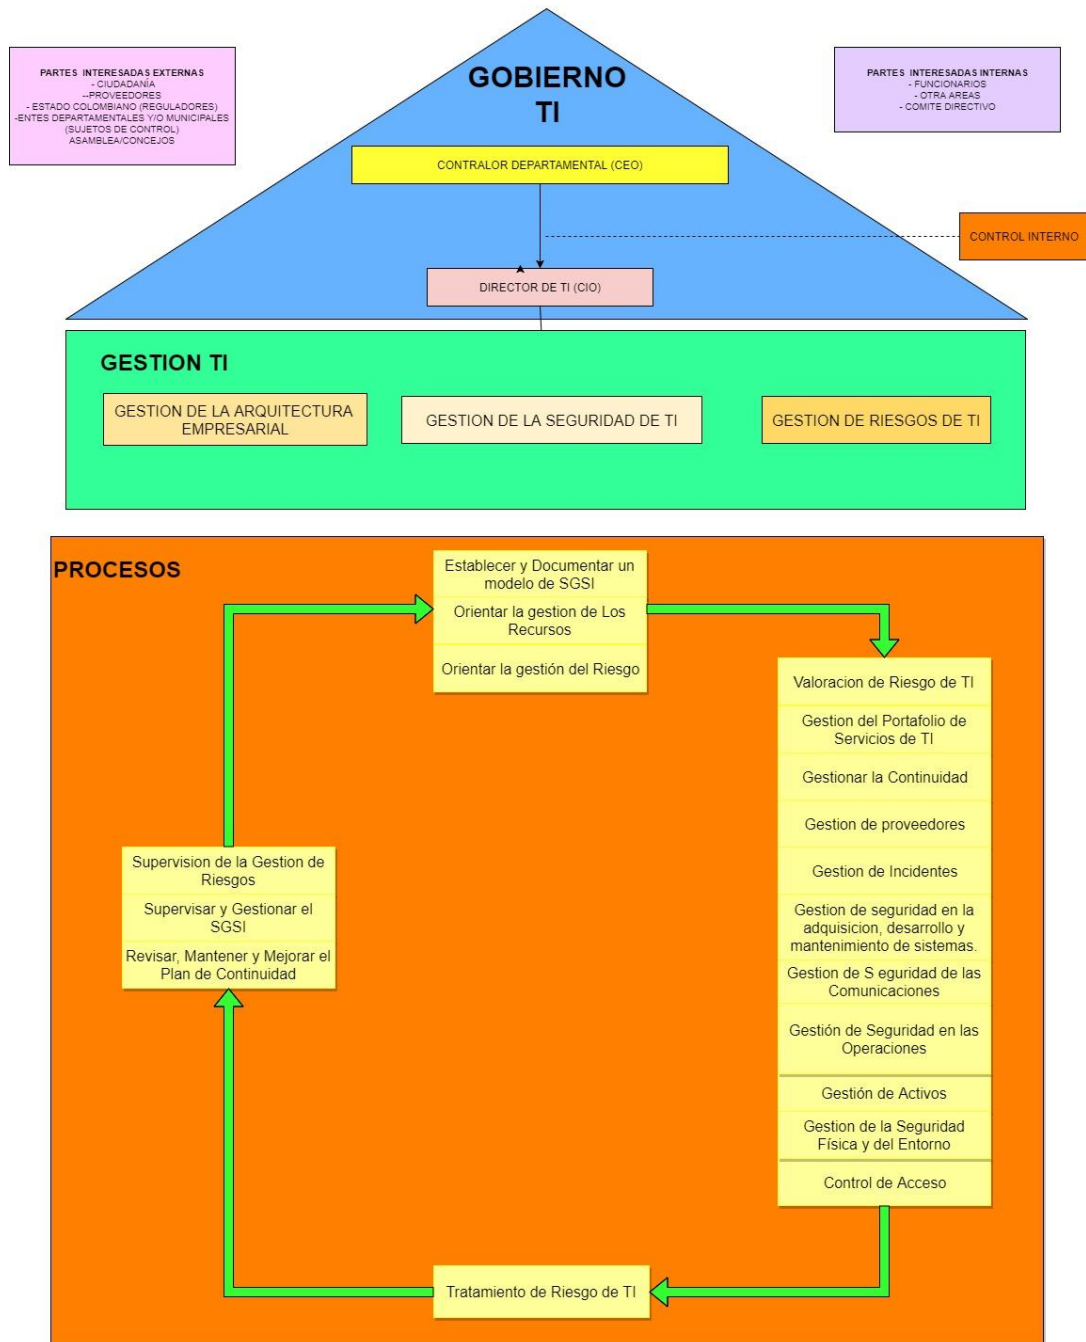 PARTES INTERESADAS EXTERNAS
- CIUDADANÍA
--PROVEEDORES
- ESTADO COLOMBIANO (REGULADORES)
-ENTES DEPARTAMENTALES Y/O MUNICIPALES
(SUJETOS DE CONTROL)
ASAMBLEA/CONCEJOS
GOBIERNO
TI
PARTES INTERESADAS INTERNAS
- FUNCIONARIOS
- OTRA AREAS
- COMITE DIRECTIVO
CONTRALOR DEPARTAMENTAL (CEO)
CONTROL INTERNO
DIRECTOR DE TI (CIO)
GESTION TI
GESTION DE LA ARQUITECTURA
EMPRESARIAL
GESTION DE LA SEGURIDAD DE TI
GESTION DE RIESGOS DE TI
PROCESOS
Establecer y Documentar un
modelo de SGSI
Orientar la gestion de Los
Recursos
Orientar la gestión del Riesgo
Valoracion de Riesgo de TI
Gestion del Portafolio de
Servicios de TI
Gestionar la Continuidad
Gestion de proveedores
Gestion de Incidentes
Gestion de seguridad en la
adquisicion, desarrollo y
mantenimiento de sistemas.
Gestion de S eguridad de las
Comunicaciones
Gestión de Seguridad en las
Operaciones
Gestión de Activos
Gestion de la Seguridad
Física y del Entorno
Control de Acceso
Supervision de la Gestion de
Riesgos
Supervisar y Gestionar el
SGSI
Revisar, Mantener y Mejorar el
Plan de Continuidad
Tratamiento de Riesgo de TI